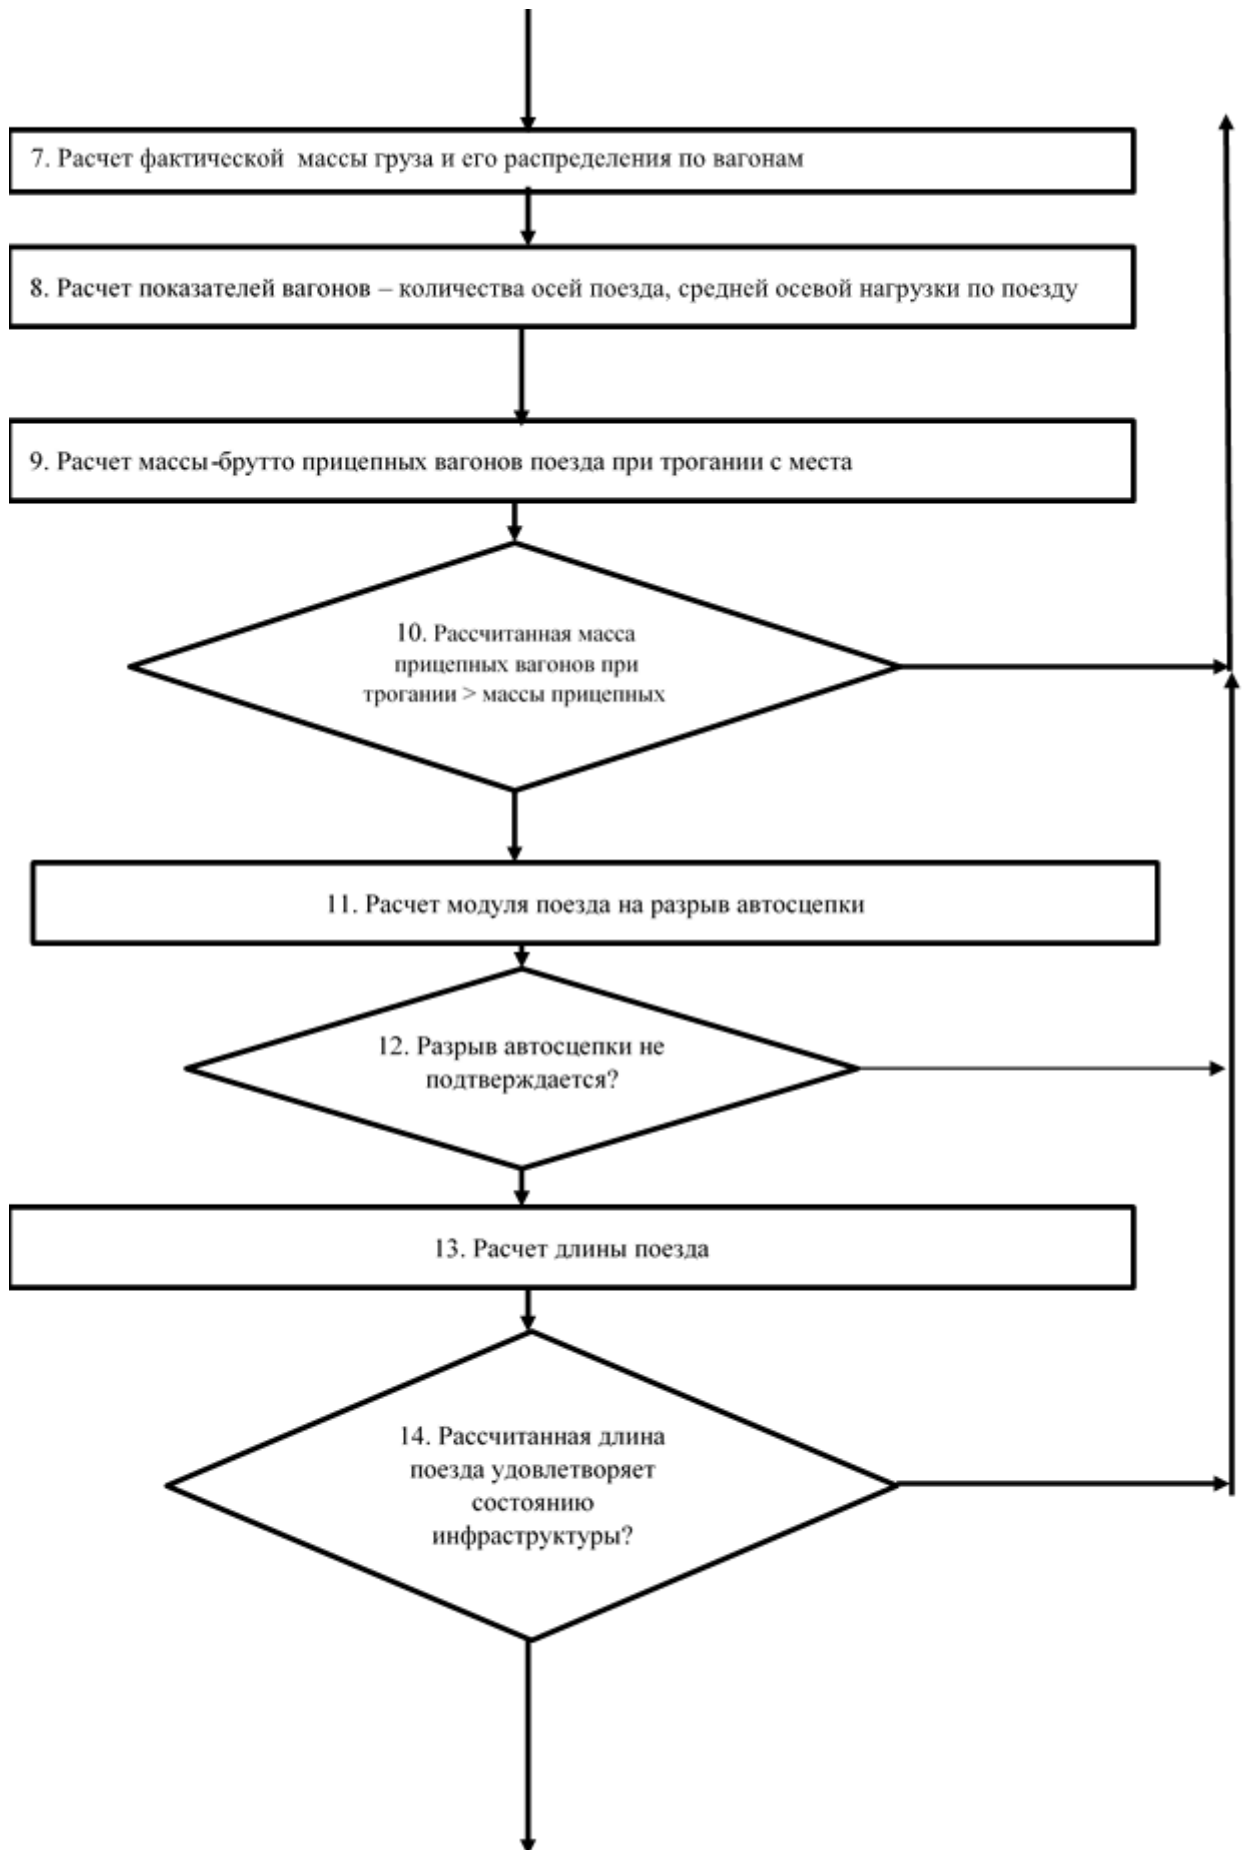 7. Расчет фактической массы груза и его распределения по вагонам
8. Расчет показателей вагонов – количества осей поезда, средней осевой нагрузки по поезду
9. Расчет массы-брутто прицепных вагонов поезда при трогании с места
10. Рассчитанная масса
прицепных вагонов при
трогании > массы прицепных
11. Расчет модуля поезда на разрыв автосцепки
12. Разрыв автосцепки не
подтверждается?
13. Расчет длины поезда
14. Рассчитанная длина
поезда удовлетворяет
состоянию
инфраструктуры?